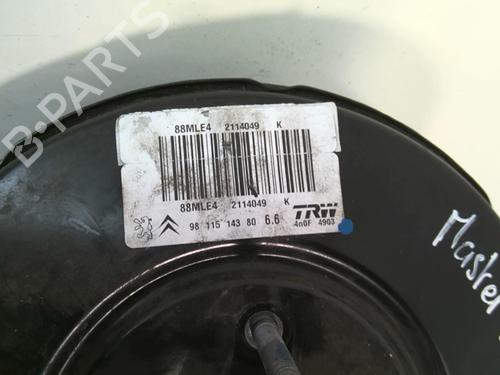 B-PARTS
88MLE4 2114049 K
88MLE4 2114049 K
98 115 143 80 6.6 TRW
4n0F 4903
Master